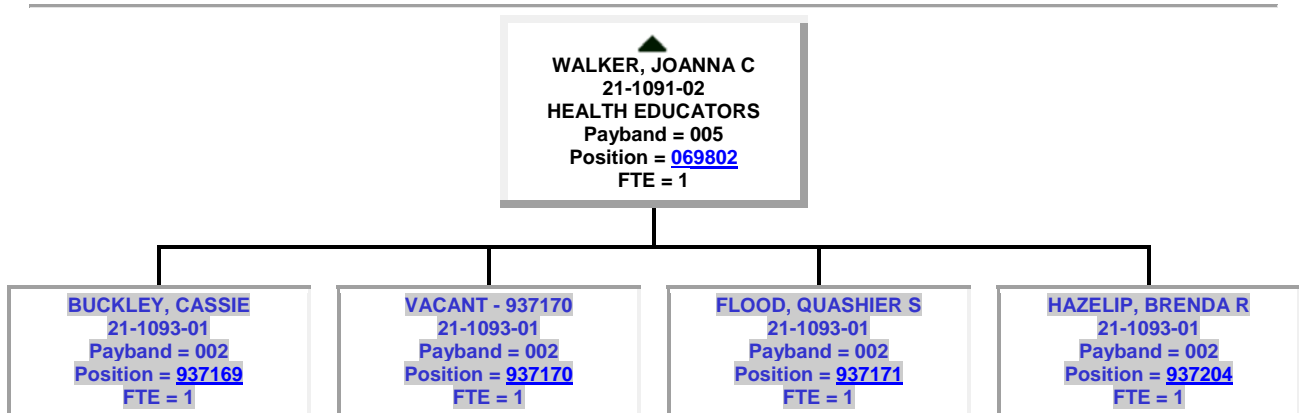 WALKER, JOANNA C
21-1091-02
HEALTH EDUCATORS
Payband = 005
Position = 069802
FTE = 1
BUCKLEY, CASSIE
21-1093-01
Payband = 002
Position = 937169
FTE = 1
VACANT - 937170
21-1093-01
Payband = 002
Position = 937170
FTE = 1
FLOOD, QUASHIER S
21-1093-01
Payband = 002
Position = 937171
FTE = 1
HAZELIP, BRENDA R
21-1093-01
Payband = 002
Position = 937204
FTE = 1